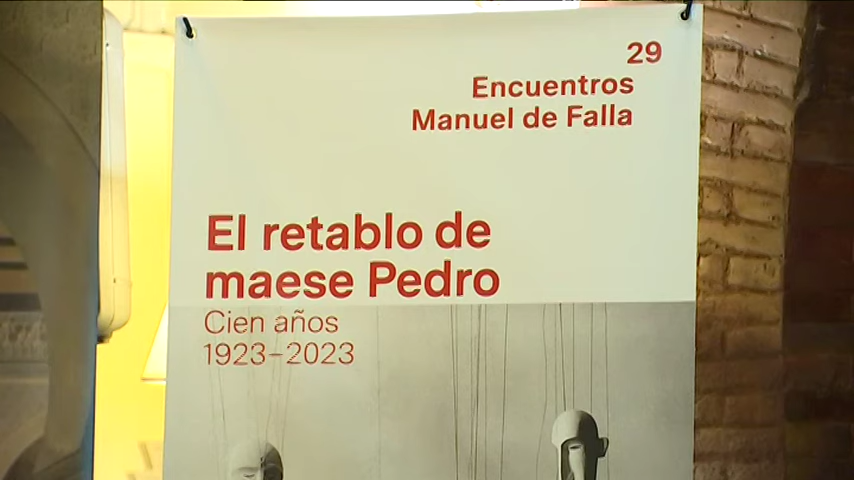 29
Encuentros
Manuel de Falla
El retablo de
maese Pedro
Cien años
1923–2023